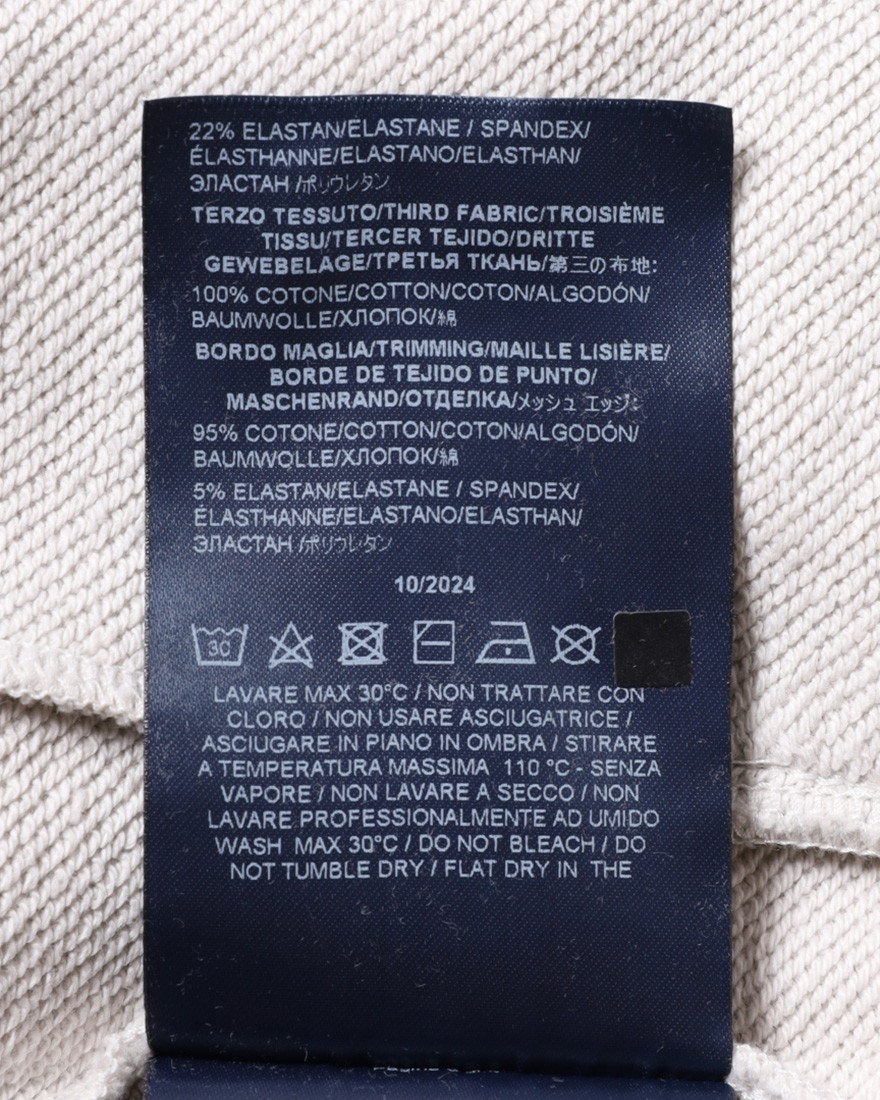 22% ELASTAN/ELASTANE / SPANDEX/
ÉLASTHANNE/ELASTANO/ELASTHAN/
ЭЛАСТАН /ポリウレタン
TERZO TESSUTO/THIRD FABRIC/TROISIÈME
TISSU/TERCER TEJIDO/DRITTE
GEWEBELAGE/ТРЕТЬЯ ТКАНЬ/第三の布地:
100% COTONE/COTTON/COTON/ALGODÓN/
BAUMWOLLE/ХЛОПОК/綿
BORDO MAGLIA/TRIMMING/MAILLE LISIÈRE/
BORDE DE TEJIDO DE PUNTO/
MASCHENRAND/ОТДЕЛКА/メッシュ エッジ:
95% COTONE/COTTON/COTON/ALGODÓN/
BAUMWOLLE/ХЛОПОК/綿
5% ELASTAN/ELASTANE / SPANDEX/
ÉLASTHANNE/ELASTANO/ELASTHAN/
ЭЛАСТАН /ポリウレタン
10/2024
30
LAVARE MAX 30°C / NON TRATTARE CON
CLORO / NON USARE ASCIUGATRICE /
ASCIUGARE IN PIANO IN OMBRA / STIRARE
A TEMPERATURA MASSIMA 110 °C - SENZA
VAPORE / NON LAVARE A SECCO / NON
LAVARE PROFESSIONALMENTE AD UMIDO
WASH MAX 30°C / DO NOT BLEACH / DO
NOT TUMBLE DRY / FLAT DRY IN THE